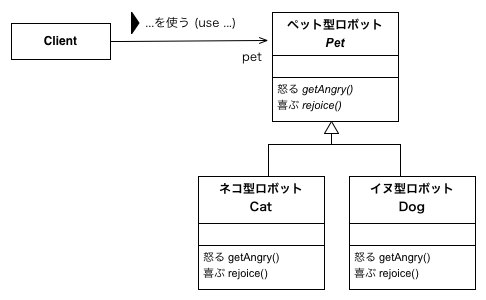 Client
...を使う (use ...)
pet
ペット型ロボット
Pet
怒る getAngry()
喜ぶ rejoice()
ネコ型ロボット
Cat
怒る getAngry()
喜ぶ rejoice()
イヌ型ロボット
Dog
怒る getAngry()
喜ぶ rejoice()